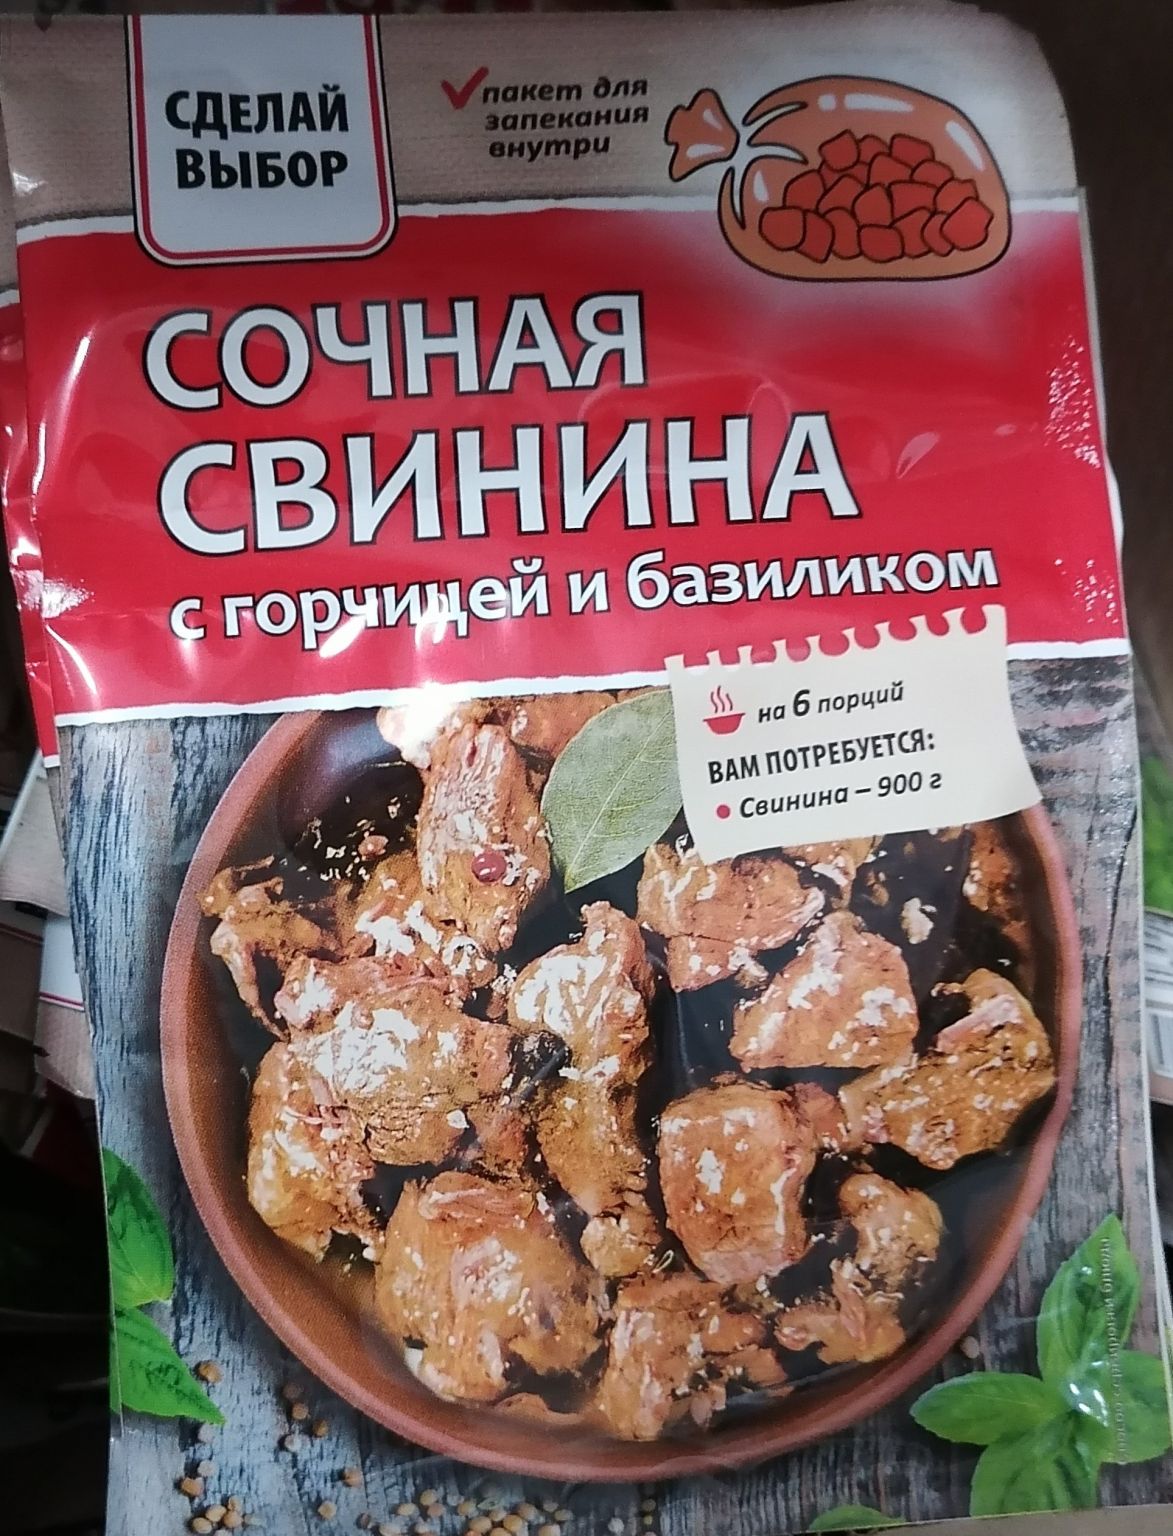 СДЕЛАЙ
ВЫБОР
пакет для
запекания
внутри
СОЧНАЯ
СВИНИНА
с горчицей и базиликом
на 6 порций
ВАМ ПОТРЕБУЕТСЯ:
• Свинина – 900 г